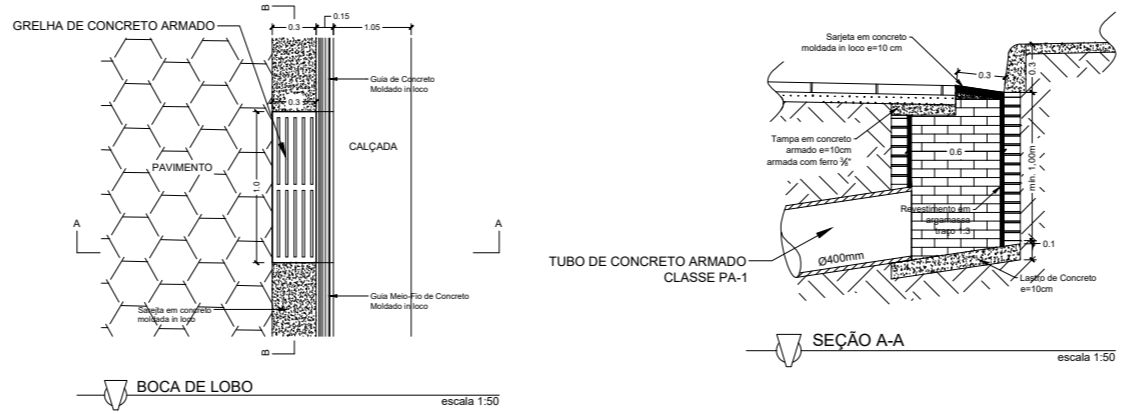 B
0.15
0.3
1.05
GRELHA DE CONCRETO ARMADO
Guia de Concreto
Moldado in loco
0.3
CALÇADA
PAVIMENTO
1.0
A
A
Guia Meio-Fio de Concreto
Moldado in loco
Sarjeta em concreto
moldada in loco
B
BOCA DE LOBO
escala 1:50
Sarjeta em concreto
moldada in loco e=10 cm
0.3
0.3
Tampa em concreto
armado e=10cm
armada com ferro ⅜"
0.6
min. 1,00m
Revestimento em
argamassa
traço 1:3
0.1
TUBO DE CONCRETO ARMADO
CLASSE PA-1
Ø400mm
Lastro de Concreto
e=10cm
SEÇÃO A-A
escala 1:50